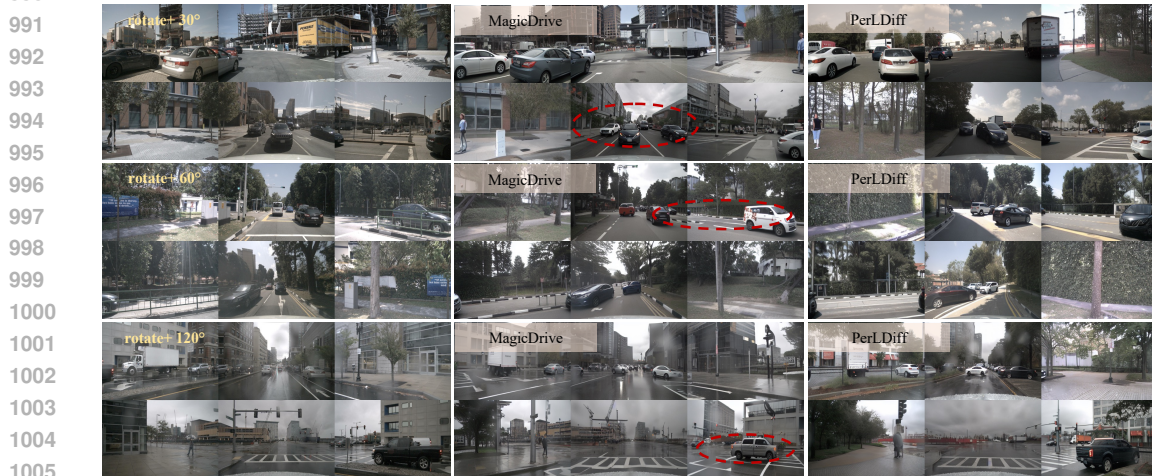 991
rotate+ 30°
MagicDrive
PerLDiff
992
993
994
995
996
rotate+ 60°
MagicDrive
PerLDiff
997
998
999
1000
1001
rotate+ 120°
MagicDrive
PerLDiff
1002
1003
1004
1005